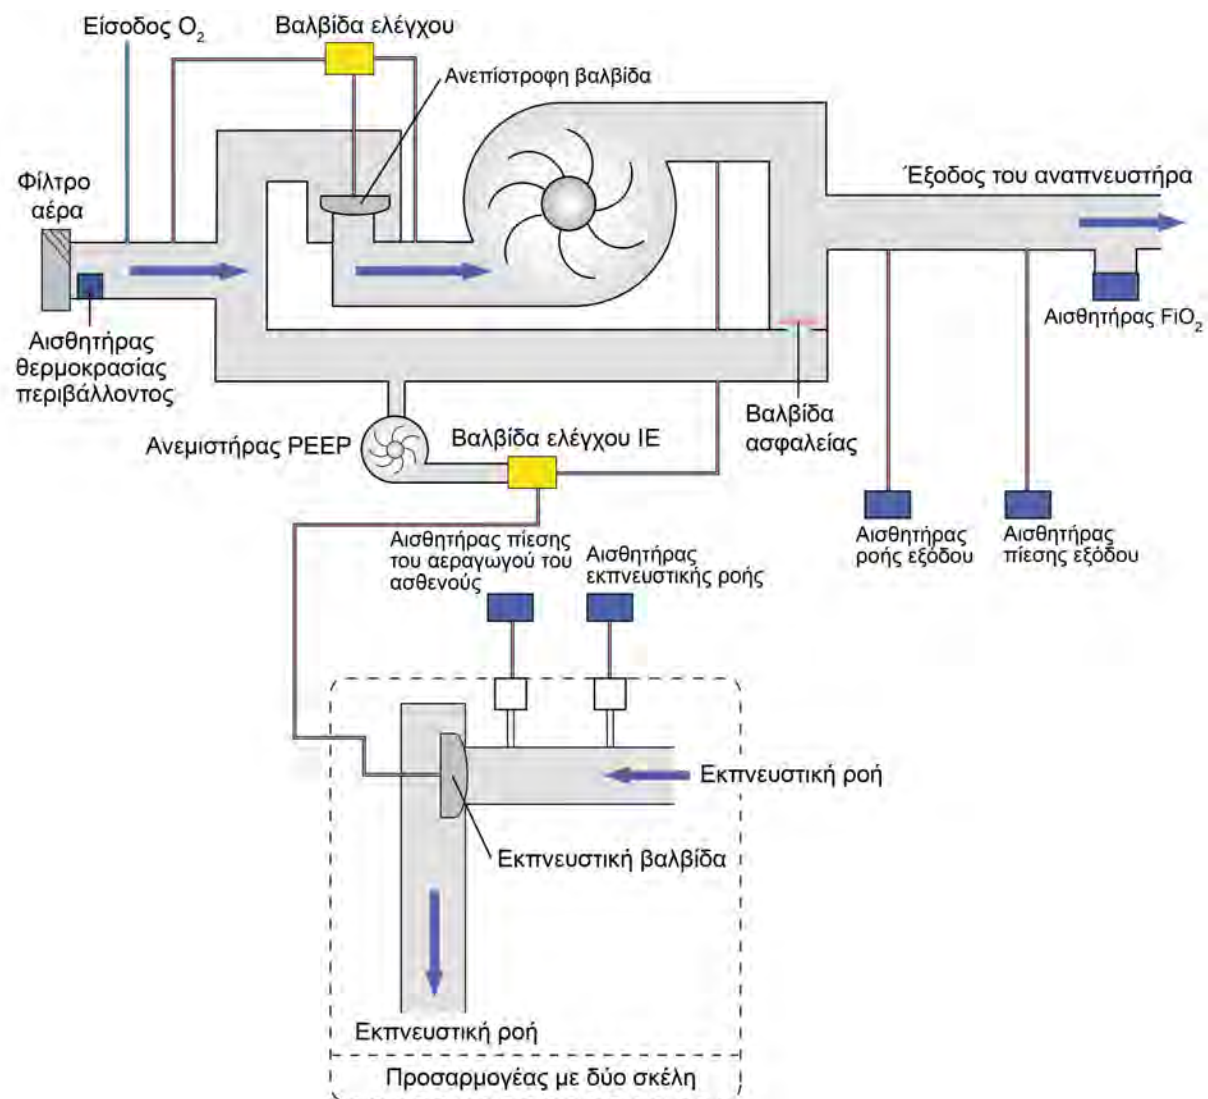 Είσοδος O₂
Βαλβίδα ελέγχου
Ανεπίστροφη βαλβίδα
Φίλτρο
αέρα
Έξοδος του αναπνευστήρα
Αισθητήρας
θερμοκρασίας
περιβάλλοντος
Αισθητήρας FiO₂
Βαλβίδα
ασφαλείας
Ανεμιστήρας PEEP
Βαλβίδα ελέγχου IE
Αισθητήρας
ροής εξόδου
Αισθητήρας
πίεσης εξόδου
Αισθητήρας πίεσης
του αεραγωγού του
ασθενούς
Αισθητήρας
εκπνευστικής ροής
Εκπνευστική ροή
Εκπνευστική βαλβίδα
Εκπνευστική ροή
Προσαρμογέας με δύο σκέλη